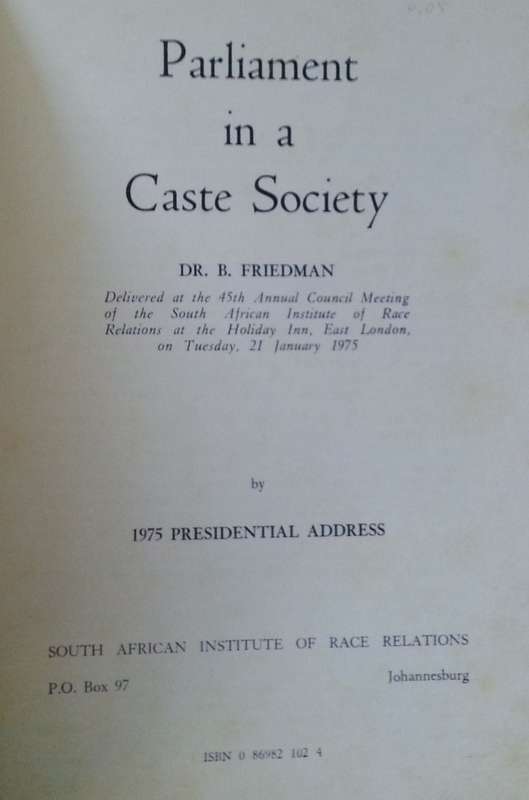 Parliament
in a
Caste Society
DR. B. FRIEDMAN
Delivered at the 45th Annual Council Meeting
of the South African Institute of Race
Relations at the Holiday Inn, East London,
on Tuesday, 21 January 1975
by
1975 PRESIDENTIAL ADDRESS
SOUTH AFRICAN INSTITUTE OF RACE RELATIONS
P.O. Box 97 Johannesburg
ISBN 0 86982 102 4